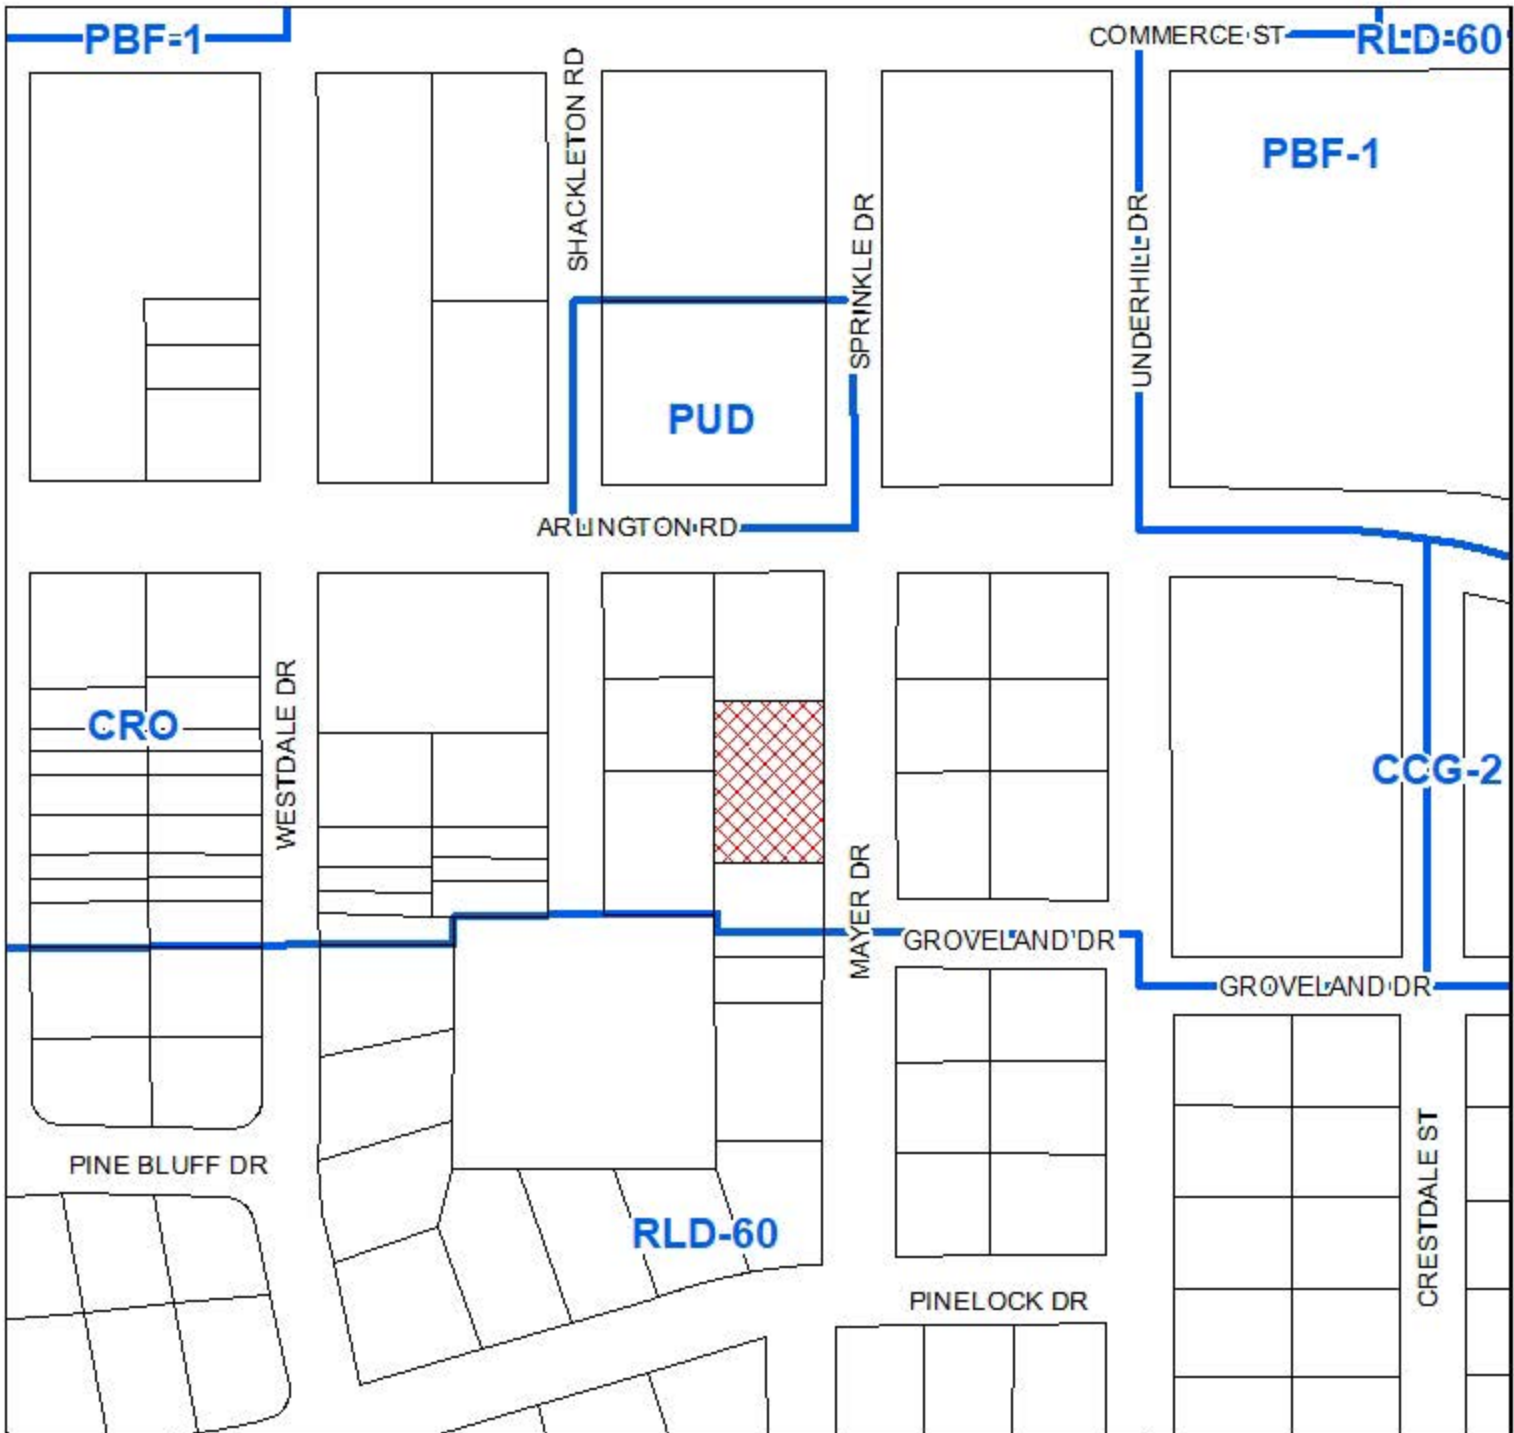 PBF-1
COMMERCE ST
RLD-60
SHACKLETON RD
PBF-1
SPRINKLE DR
UNDERHILL DR
PUD
ARLINGTON RD
WESTDALE DR
CRO
CCG-2
MAYER DR
GROVELAND DR
GROVELAND DR
PINE BLUFF DR
CRESTDALE ST
RLD-60
PINELOCK DR